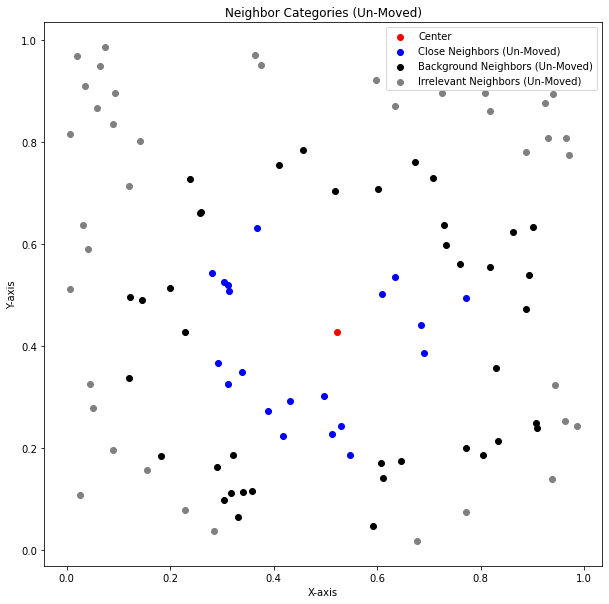 Neighbor Categories (Un-Moved)
Center
Close Neighbors (Un-Moved)
Background Neighbors (Un-Moved)
Irrelevant Neighbors (Un-Moved)
1.0
0.8
0.6
0.4
0.2
0.0
Y-axis
0.0 0.2 0.4 0.6 0.8 1.0
X-axis